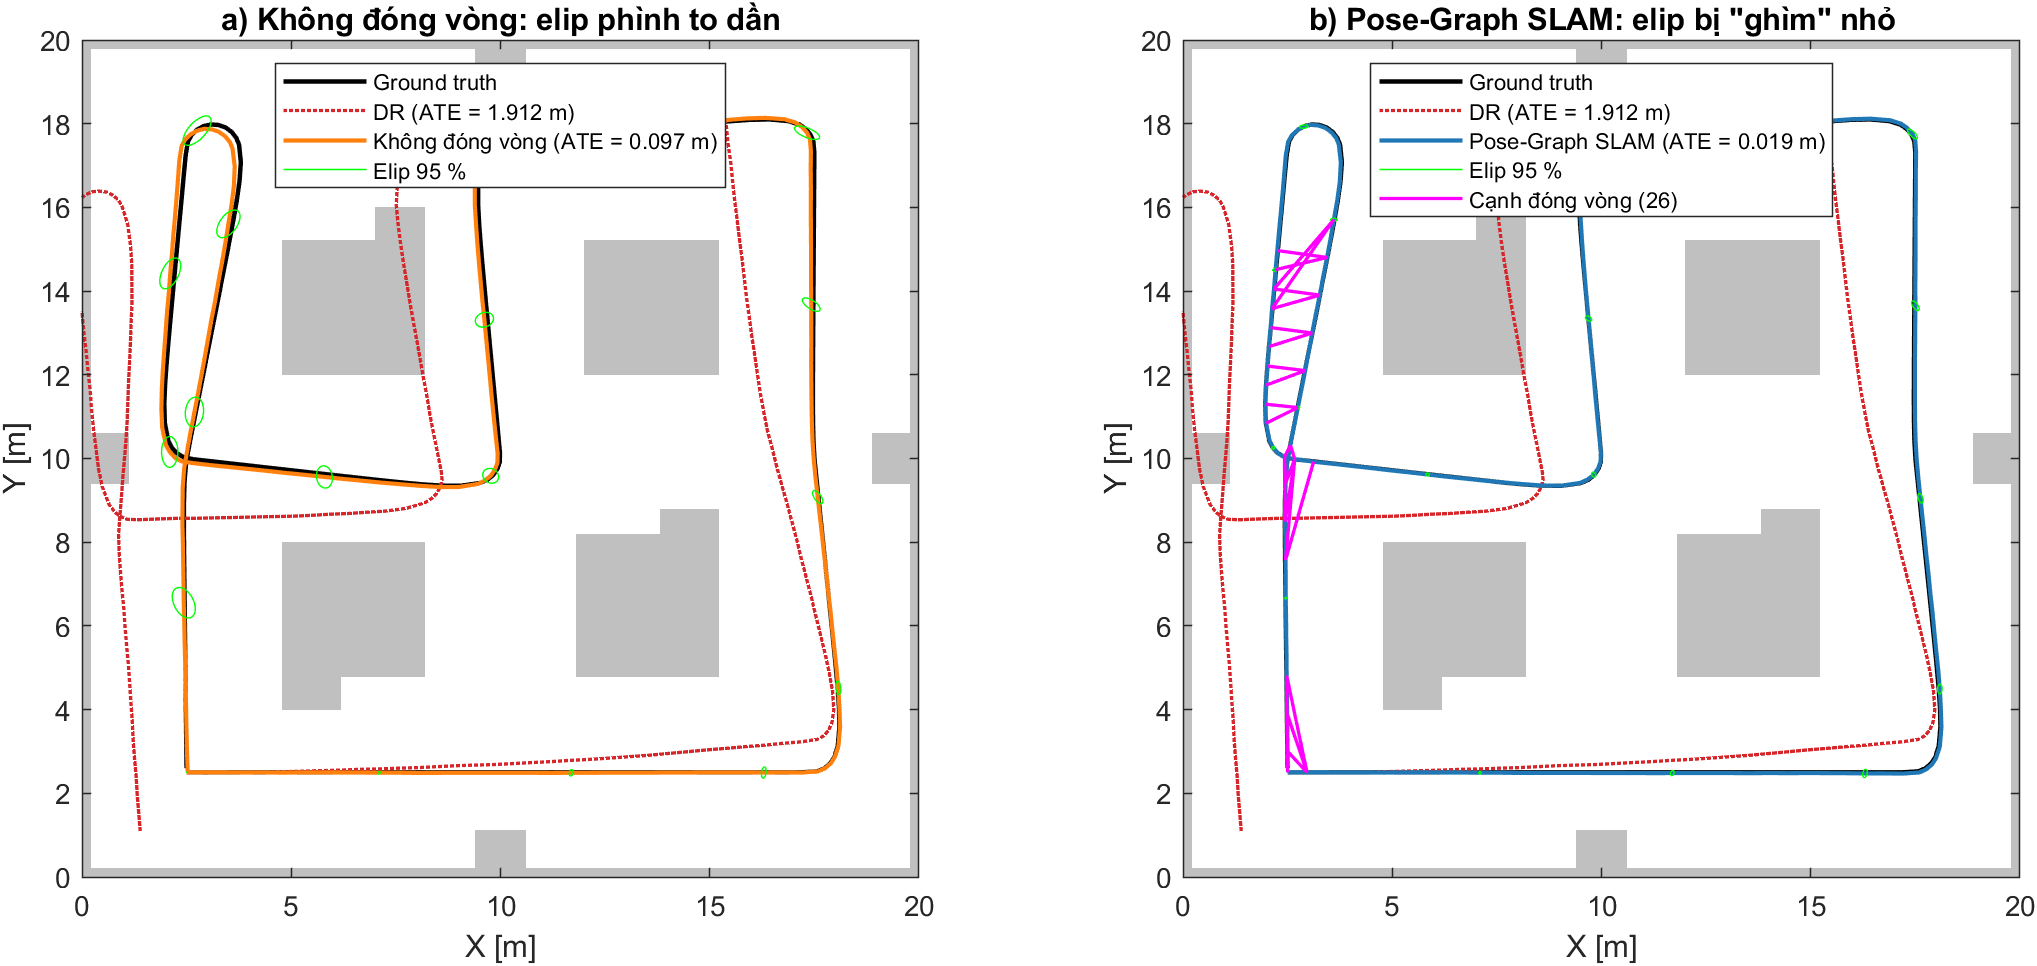 a) Không đóng vòng: elip phình to dần
20
18
16
14
12
10
8
6
4
2
0
Y [m]
Ground truth
DR (ATE = 1.912 m)
Không đóng vòng (ATE = 0.097 m)
Elip 95 %
0
5
10
15
20
X [m]
b) Pose-Graph SLAM: elip bị "ghìm" nhỏ
20
18
16
14
12
10
8
6
4
2
0
Y [m]
Ground truth
DR (ATE = 1.912 m)
Pose-Graph SLAM (ATE = 0.019 m)
Elip 95 %
Cạnh đóng vòng (26)
0
5
10
15
20
X [m]